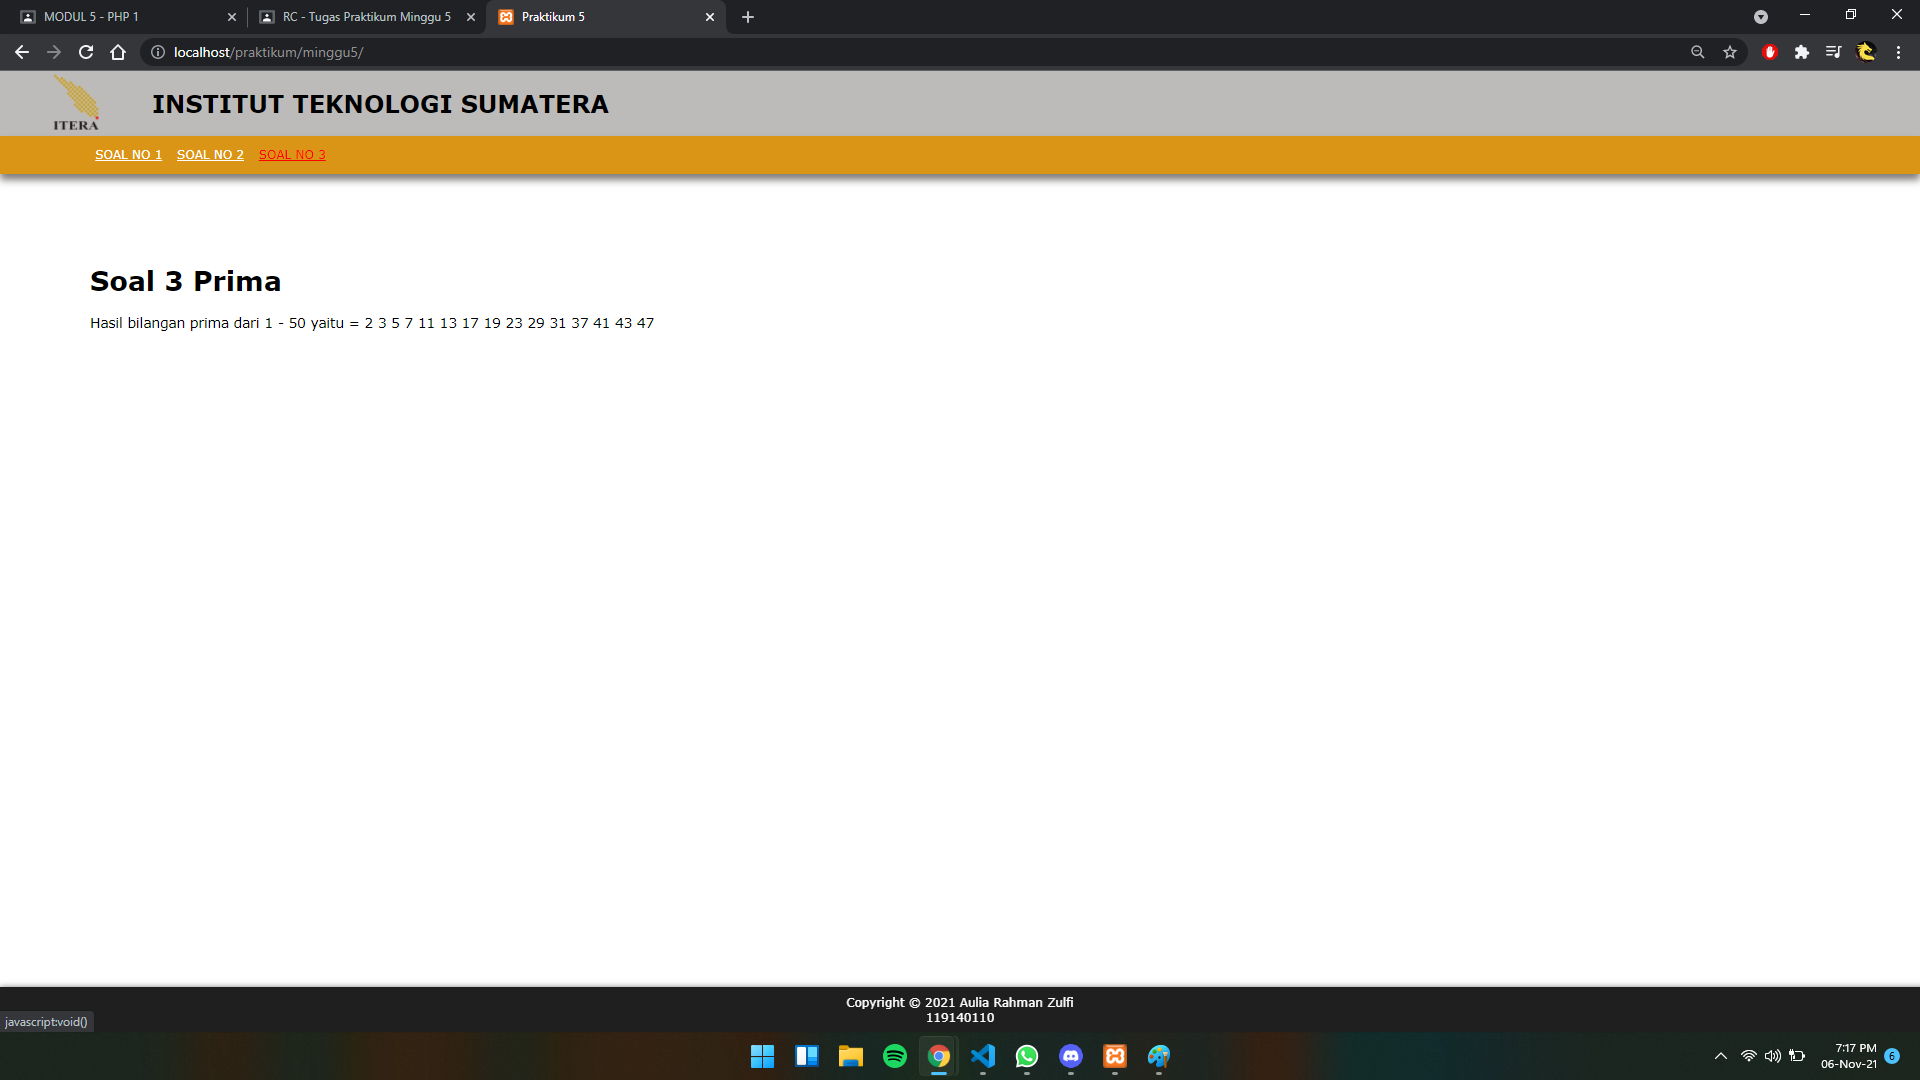 MODUL 5 - PHP 1
RC - Tugas Praktikum Minggu 5
Praktikum 5
localhost/praktikum/minggu5/
ITERA
INSTITUT TEKNOLOGI SUMATERA
SOAL NO 1 SOAL NO 2 SOAL NO 3
Soal 3 Prima
Hasil bilangan prima dari 1 - 50 yaitu = 2 3 5 7 11 13 17 19 23 29 31 37 41 43 47
Copyright © 2021 Aulia Rahman Zulfi
119140110
javascript:void()
7:17 PM
06-Nov-21
6